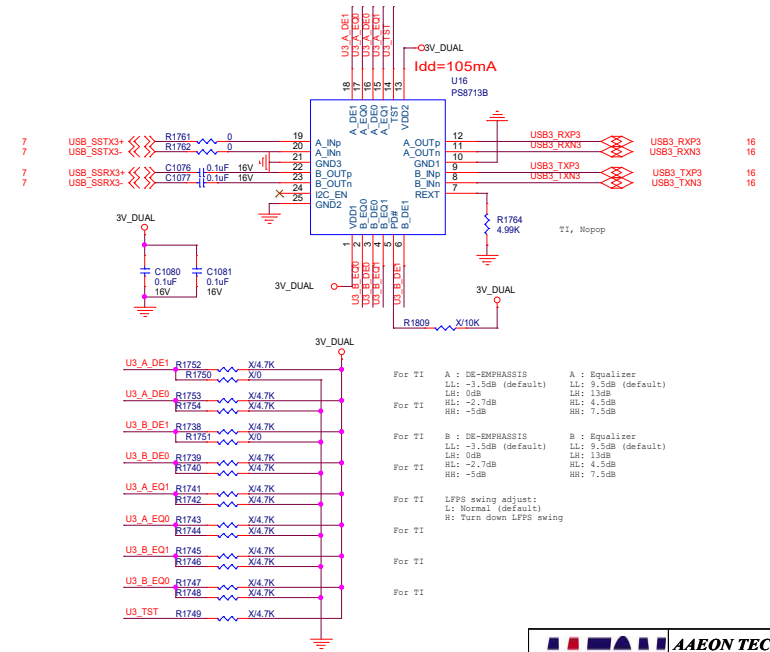 U3_A_DE1
U3_A_EQ0
U3_A_DE0
U3_A_EQ1
U3_TST
3V_DUAL
Idd=105mA
U16
PS8713B
18
17
16
15
14
13
A_DE1
A_EQ0
A_DE0
A_EQ1
TST
VDD2
7 USB_SSTX3+ R1761 0 19 A_INp A_OUTp 12 USB3_RXP3 USB3_RXP3 16
7 USB_SSTX3- R1762 0 20 A_INn A_OUTn 11 USB3_RXN3 USB3_RXN3 16
21 GND3 GND1 10
7 USB_SSRX3+ C1076 0.1uF 16V 22 B_OUTp B_INp 9 USB3_TXP3 USB3_TXP3 16
7 USB_SSRX3- C1077 0.1uF 16V 23 B_OUTn B_INn 8 USB3_TXN3 USB3_TXN3 16
24 I2C_EN REXT 7
25 GND2
VDD1
B_EQ0
B_DE0
B_EQ1
PD#
B_DE1
1
2
3
4
5
6
R1764
4.99K
TI, Nopop
3V_DUAL
C1080
0.1uF
16V
C1081
0.1uF
16V
3V_DUAL
U3_B_EQ0
U3_B_DE0
U3_B_EQ1
U3_B_DE1
3V_DUAL
R1809 X/10K
3V_DUAL
U3_A_DE1 R1752 X/4.7K
R1750 X/0
U3_A_DE0 R1753 X/4.7K
R1754 X/4.7K
U3_B_DE1 R1738 X/4.7K
R1751 X/0
U3_B_DE0 R1739 X/4.7K
R1740 X/4.7K
U3_A_EQ1 R1741 X/4.7K
R1742 X/4.7K
U3_A_EQ0 R1743 X/4.7K
R1744 X/4.7K
U3_B_EQ1 R1745 X/4.7K
R1746 X/4.7K
U3_B_EQ0 R1747 X/4.7K
R1748 X/4.7K
U3_TST R1749 X/4.7K
For TI A : DE-EMPHASSIS A : Equalizer
LL: -3.5dB (default) LL: 9.5dB (default)
LH: 0dB LH: 13dB
For TI HL: -2.7dB HL: 4.5dB
HH: -5dB HH: 7.5dB
For TI B : DE-EMPHASSIS B : Equalizer
LL: -3.5dB (default) LL: 9.5dB (default)
LH: 0dB LH: 13dB
For TI HL: -2.7dB HL: 4.5dB
HH: -5dB HH: 7.5dB
For TI LFPS swing adjust:
L: Normal (default)
H: Turn down LFPS swing
For TI
For TI
For TI
AAEON TEC